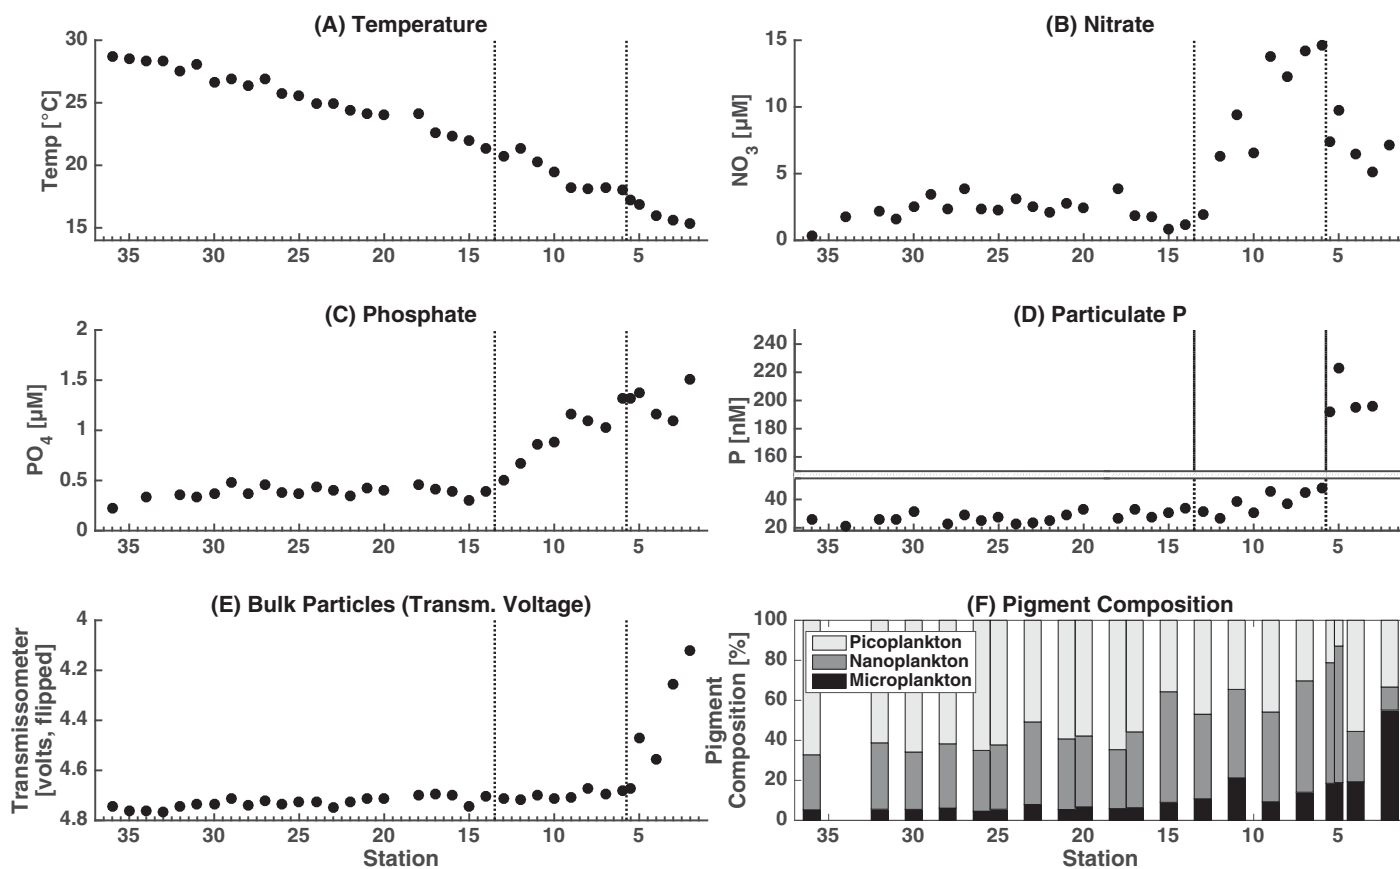 (A) Temperature
30
25
20
15
Temp [°C]
35 30 25 20 15 10 5
(B) Nitrate
15
10
5
0
NO3 [µM]
35 30 25 20 15 10 5
(C) Phosphate
2
1.5
1
0.5
0
PO4 [µM]
35 30 25 20 15 10 5
(D) Particulate P
240
220
200
180
160
40
20
P [nM]
35 30 25 20 15 10 5
(E) Bulk Particles (Transm. Voltage)
4
4.2
4.4
4.6
4.8
Transmissometer
[volts, flipped]
35 30 25 20 15 10 5
Station
(F) Pigment Composition
100
80
60
40
20
0
Pigment
Composition [%]
Picoplankton
Nanoplankton
Microplankton
35 30 25 20 15 10 5
Station